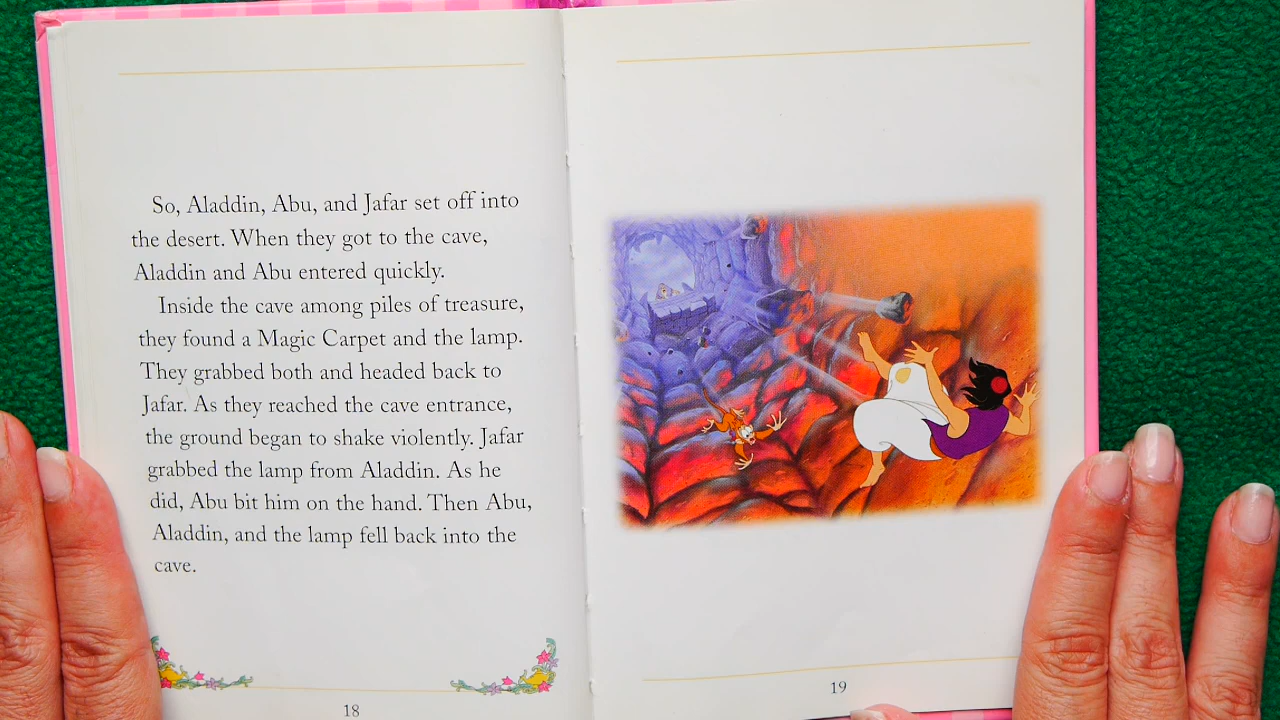 So, Aladdin, Abu, and Jafar set off into
the desert. When they got to the cave,
Aladdin and Abu entered quickly.
Inside the cave among piles of treasure,
they found a Magic Carpet and the lamp.
They grabbed both and headed back to
Jafar. As they reached the cave entrance,
the ground began to shake violently. Jafar
grabbed the lamp from Aladdin. As he
did, Abu bit him on the hand. Then Abu,
Aladdin, and the lamp fell back into the
cave.
18
19